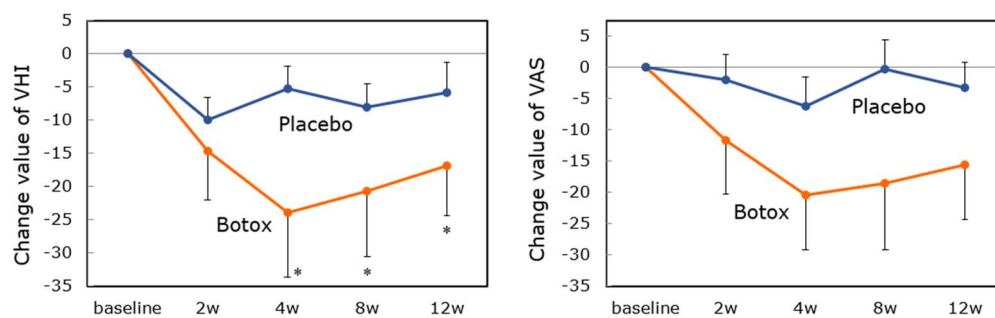 Change value of VHI
5
0
-5
-10
-15
-20
-25
-30
-35
Placebo
Botox
*
*
*
baseline 2w 4w 8w 12w
Change value of VAS
5
0
-5
-10
-15
-20
-25
-30
-35
Placebo
Botox
baseline 2w 4w 8w 12w